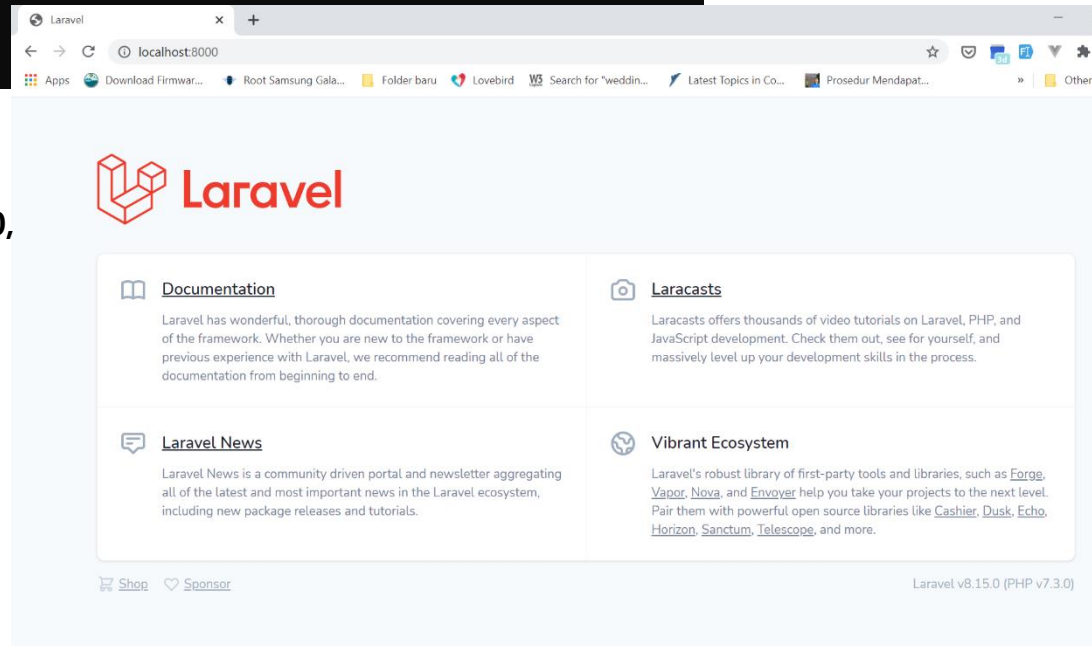 Laravel
localhost:8000
Apps Download Firmwar... Root Samsung Gala... Folder baru Lovebird W3 Search for "weddin... Latest Topics in Co... Prosedur Mendapat... » Other
3d
Laravel
0,
Documentation
Laravel has wonderful, thorough documentation covering every aspect
of the framework. Whether you are new to the framework or have
previous experience with Laravel, we recommend reading all of the
documentation from beginning to end.
Laracasts
Laracasts offers thousands of video tutorials on Laravel, PHP, and
JavaScript development. Check them out, see for yourself, and
massively level up your development skills in the process.
Laravel News
Laravel News is a community driven portal and newsletter aggregating
all of the latest and most important news in the Laravel ecosystem,
including new package releases and tutorials.
Vibrant Ecosystem
Laravel's robust library of first-party tools and libraries, such as Forge,
Vapor, Nova, and Envoyer help you take your projects to the next level.
Pair them with powerful open source libraries like Cashier, Dusk, Echo,
Horizon, Sanctum, Telescope, and more.
Shop Sponsor
Laravel v8.15.0 (PHP v7.3.0)